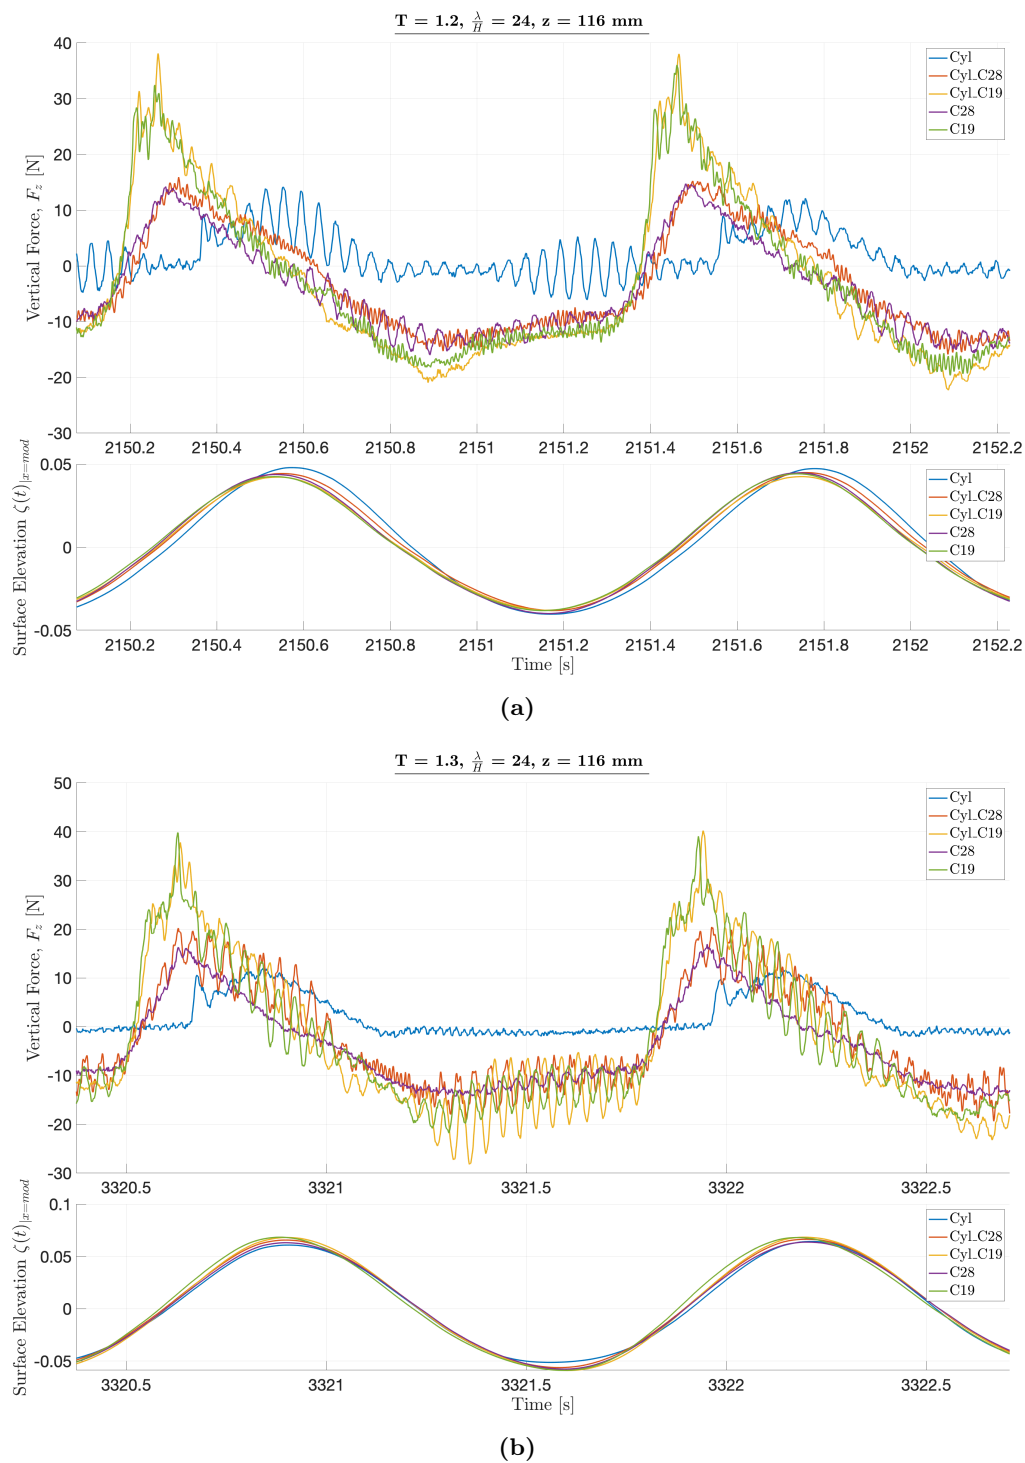 T = 1.2, λ/H = 24, z = 116 mm
Vertical Force, F_z [N]
40
30
20
10
0
-10
-20
-30
Cyl
Cyl_C28
Cyl_C19
C28
C19
2150.2 2150.4 2150.6 2150.8 2151 2151.2 2151.4 2151.6 2151.8 2152 2152.2
Surface Elevation ζ(t)|x=mod
0.05
0
-0.05
Cyl
Cyl_C28
Cyl_C19
C28
C19
2150.2 2150.4 2150.6 2150.8 2151 2151.2 2151.4 2151.6 2151.8 2152 2152.2
Time [s]
(a)
T = 1.3, λ/H = 24, z = 116 mm
Vertical Force, F_z [N]
50
40
30
20
10
0
-10
-20
-30
Cyl
Cyl_C28
Cyl_C19
C28
C19
3320.5 3321 3321.5 3322 3322.5
Surface Elevation ζ(t)|x=mod
0.1
0.05
0
-0.05
Cyl
Cyl_C28
Cyl_C19
C28
C19
3320.5 3321 3321.5 3322 3322.5
Time [s]
(b)